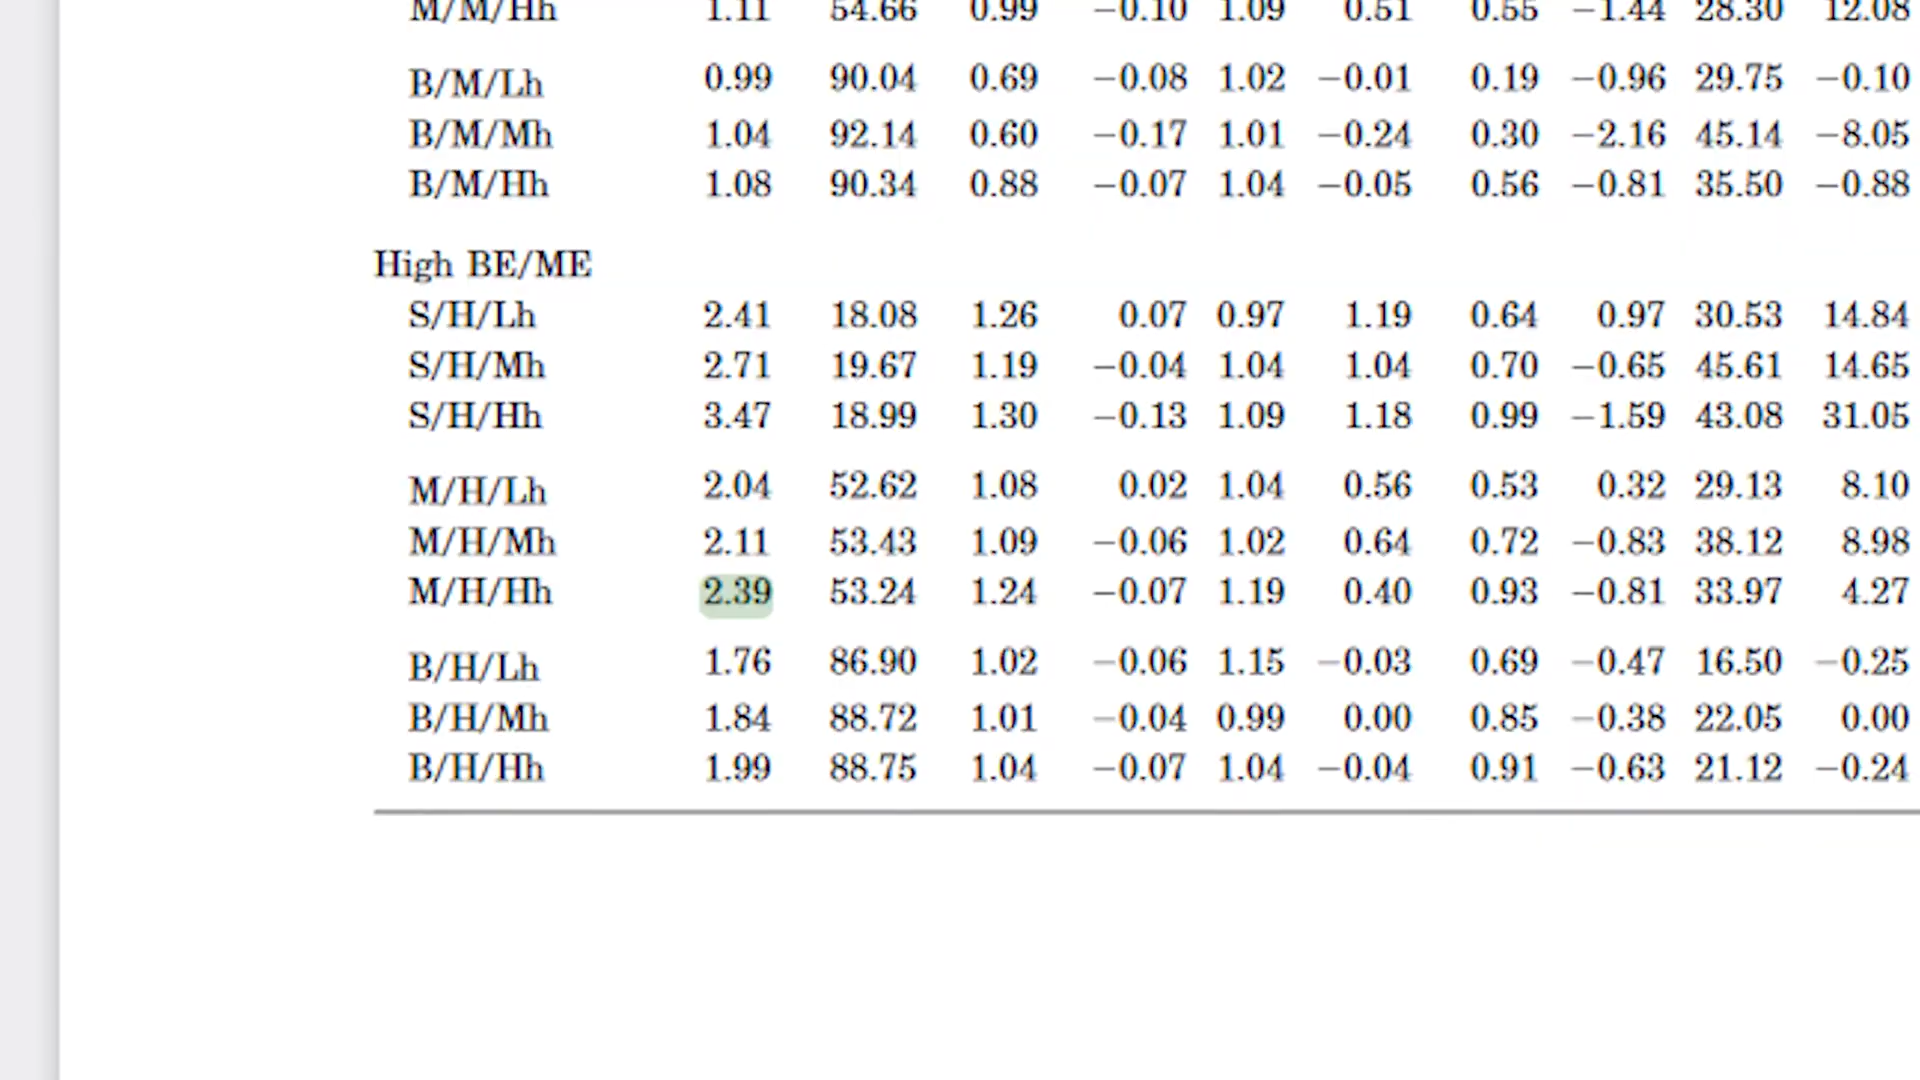 M/M/Hh 1.11 54.66 0.99 −0.10 1.09 0.51 0.55 −1.44 28.30 12.08
B/M/Lh 0.99 90.04 0.69 −0.08 1.02 −0.01 0.19 −0.96 29.75 −0.10
B/M/Mh 1.04 92.14 0.60 −0.17 1.01 −0.24 0.30 −2.16 45.14 −8.05
B/M/Hh 1.08 90.34 0.88 −0.07 1.04 −0.05 0.56 −0.81 35.50 −0.88
High BE/ME
S/H/Lh 2.41 18.08 1.26 0.07 0.97 1.19 0.64 0.97 30.53 14.84
S/H/Mh 2.71 19.67 1.19 −0.04 1.04 1.04 0.70 −0.65 45.61 14.65
S/H/Hh 3.47 18.99 1.30 −0.13 1.09 1.18 0.99 −1.59 43.08 31.05
M/H/Lh 2.04 52.62 1.08 0.02 1.04 0.56 0.53 0.32 29.13 8.10
M/H/Mh 2.11 53.43 1.09 −0.06 1.02 0.64 0.72 −0.83 38.12 8.98
M/H/Hh 2.39 53.24 1.24 −0.07 1.19 0.40 0.93 −0.81 33.97 4.27
B/H/Lh 1.76 86.90 1.02 −0.06 1.15 −0.03 0.69 −0.47 16.50 −0.25
B/H/Mh 1.84 88.72 1.01 −0.04 0.99 0.00 0.85 −0.38 22.05 0.00
B/H/Hh 1.99 88.75 1.04 −0.07 1.04 −0.04 0.91 −0.63 21.12 −0.24